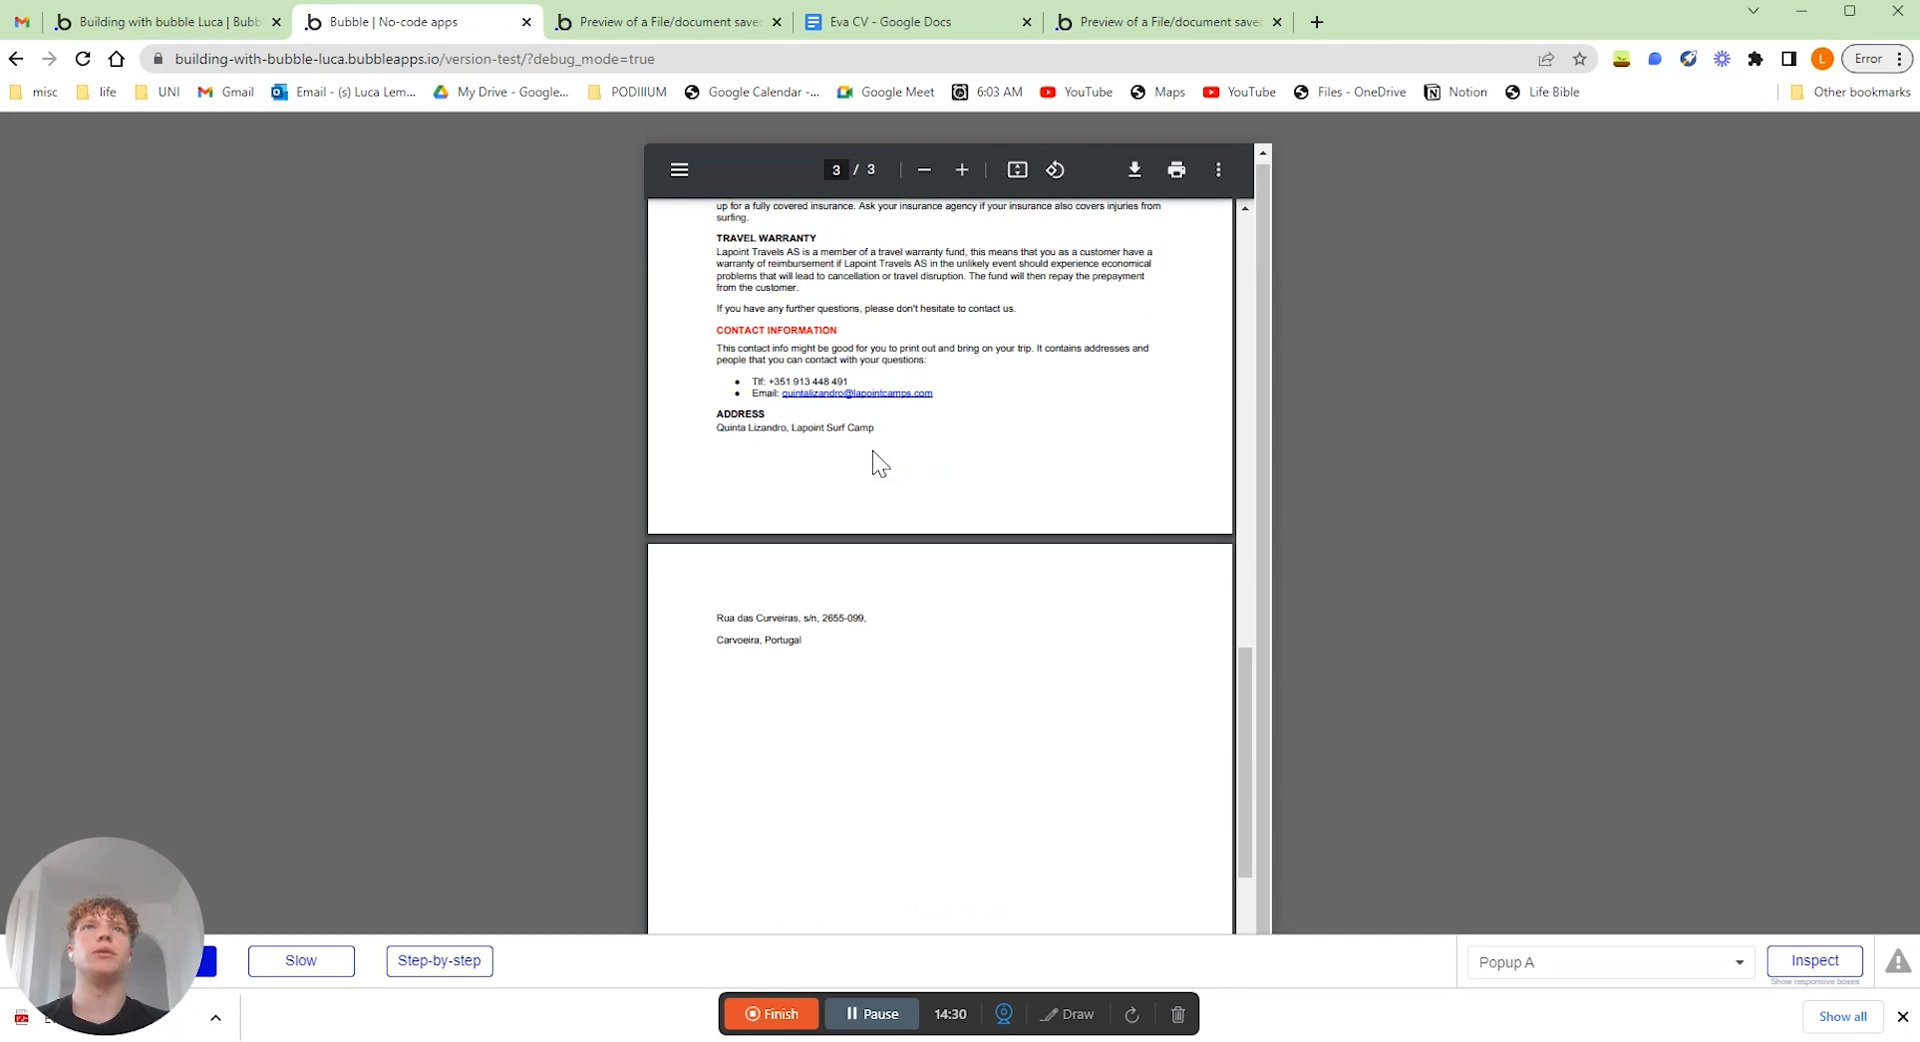 Building with bubble Luca | Bubb
Bubble | No-code apps
Preview of a File/document save
Eva CV - Google Docs
Preview of a File/document save
building-with-bubble-luca.bubbleapps.io/version-test/?debug_mode=true
Error
misc
life
UNI
Gmail
Email - (s) Luca Lem...
My Drive - Google...
PODIIIUM
Google Calendar -...
Google Meet
6:03 AM
YouTube
Maps
YouTube
Files - OneDrive
Notion
Life Bible
Other bookmarks
3 / 3
up for a fully covered insurance. Ask your insurance agency if your insurance also covers injuries from
surfing.
TRAVEL WARRANTY
Lapoint Travels AS is a member of a travel warranty fund, this means that you as a customer have a
warranty of reimbursement if Lapoint Travels AS in the unlikely event should experience economical
problems that will lead to cancellation or travel disruption. The fund will then repay the prepayment
from the customer.
If you have any further questions, please don't hesitate to contact us.
CONTACT INFORMATION
This contact info might be good for you to print out and bring on your trip. It contains addresses and
people that you can contact with your questions:
• Tlf: +351 913 448 491
• Email: quintalizandro@lapointcamps.com
ADDRESS
Quinta Lizandro, Lapoint Surf Camp
Rua das Curveiras, s/n, 2655-099,
Carvoeira, Portugal
Slow
Step-by-step
Popup A
Inspect
Show responsive boxes
Finish
Pause
14:30
Draw
Show all